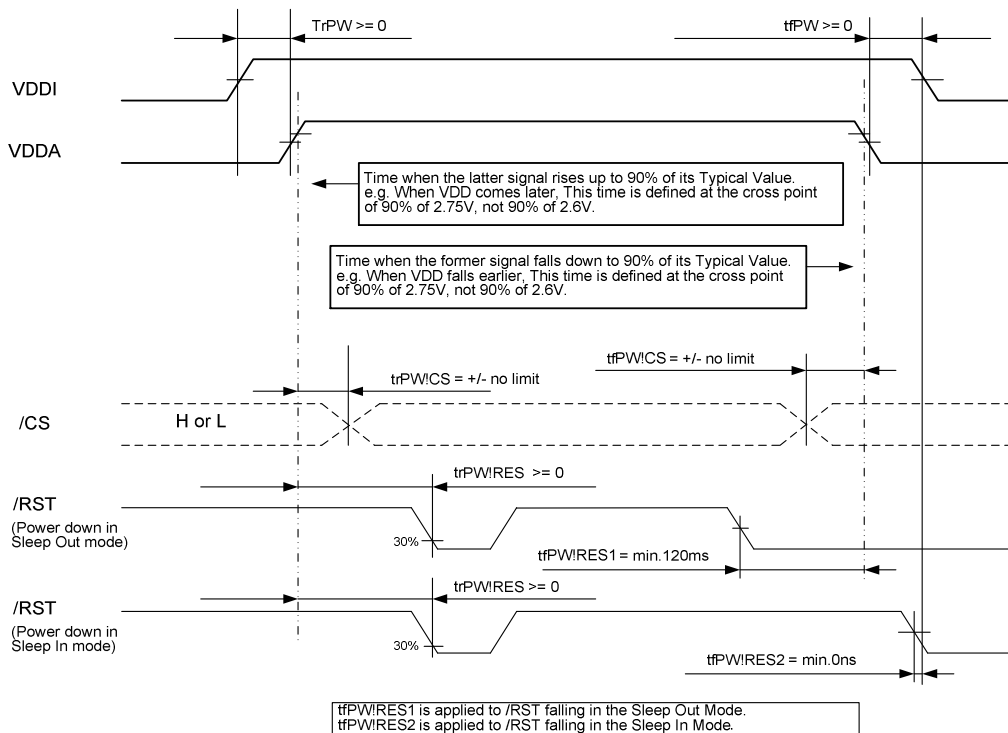 TrPW >= 0
tfPW >= 0
VDDI
VDDA
Time when the latter signal rises up to 90% of its Typical Value.
e.g. When VDD comes later, This time is defined at the cross point
of 90% of 2.75V, not 90% of 2.6V.
Time when the former signal falls down to 90% of its Typical Value.
e.g. When VDD falls earlier, This time is defined at the cross point
of 90% of 2.75V, not 90% of 2.6V.
tfPW!CS = +/- no limit
trPW!CS = +/- no limit
/CS
H or L
trPW!RES >= 0
/RST
(Power down in
Sleep Out mode)
30%
tfPW!RES1 = min.120ms
trPW!RES >= 0
/RST
(Power down in
Sleep In mode)
30%
tfPW!RES2 = min.0ns
tfPW!RES1 is applied to /RST falling in the Sleep Out Mode.
tfPW!RES2 is applied to /RST falling in the Sleep In Mode.